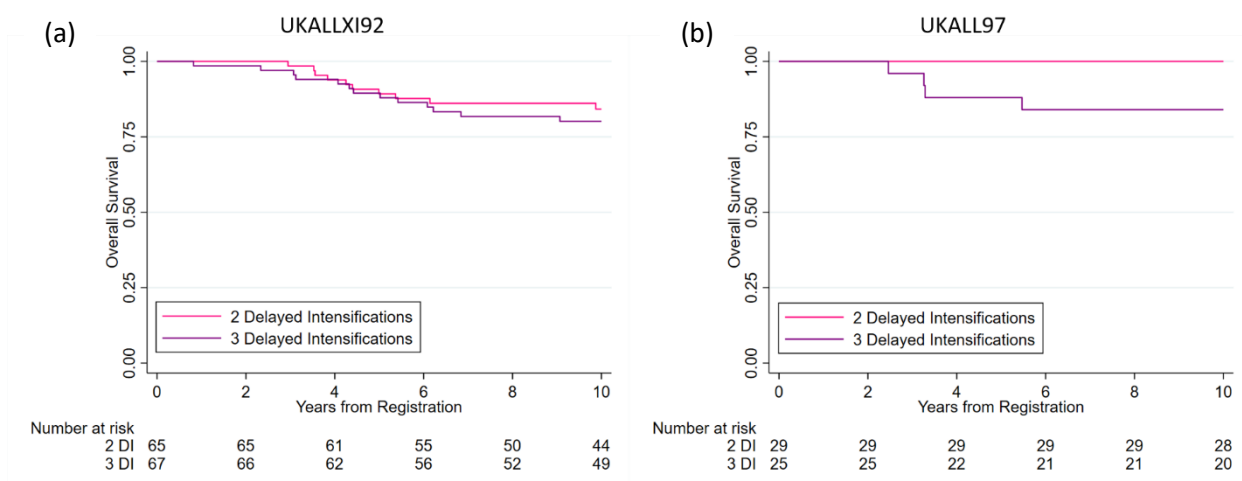 (a)
UKALLXI92
Overall Survival
1.00
0.75
0.50
0.25
0.00
2 Delayed Intensifications
3 Delayed Intensifications
0 2 4 6 8 10
Years from Registration
Number at risk
2 DI 65 65 61 55 50 44
3 DI 67 66 62 56 52 49
(b)
UKALL97
Overall Survival
1.00
0.75
0.50
0.25
0.00
2 Delayed Intensifications
3 Delayed Intensifications
0 2 4 6 8 10
Years from Registration
Number at risk
2 DI 29 29 29 29 29 28
3 DI 25 25 22 21 21 20